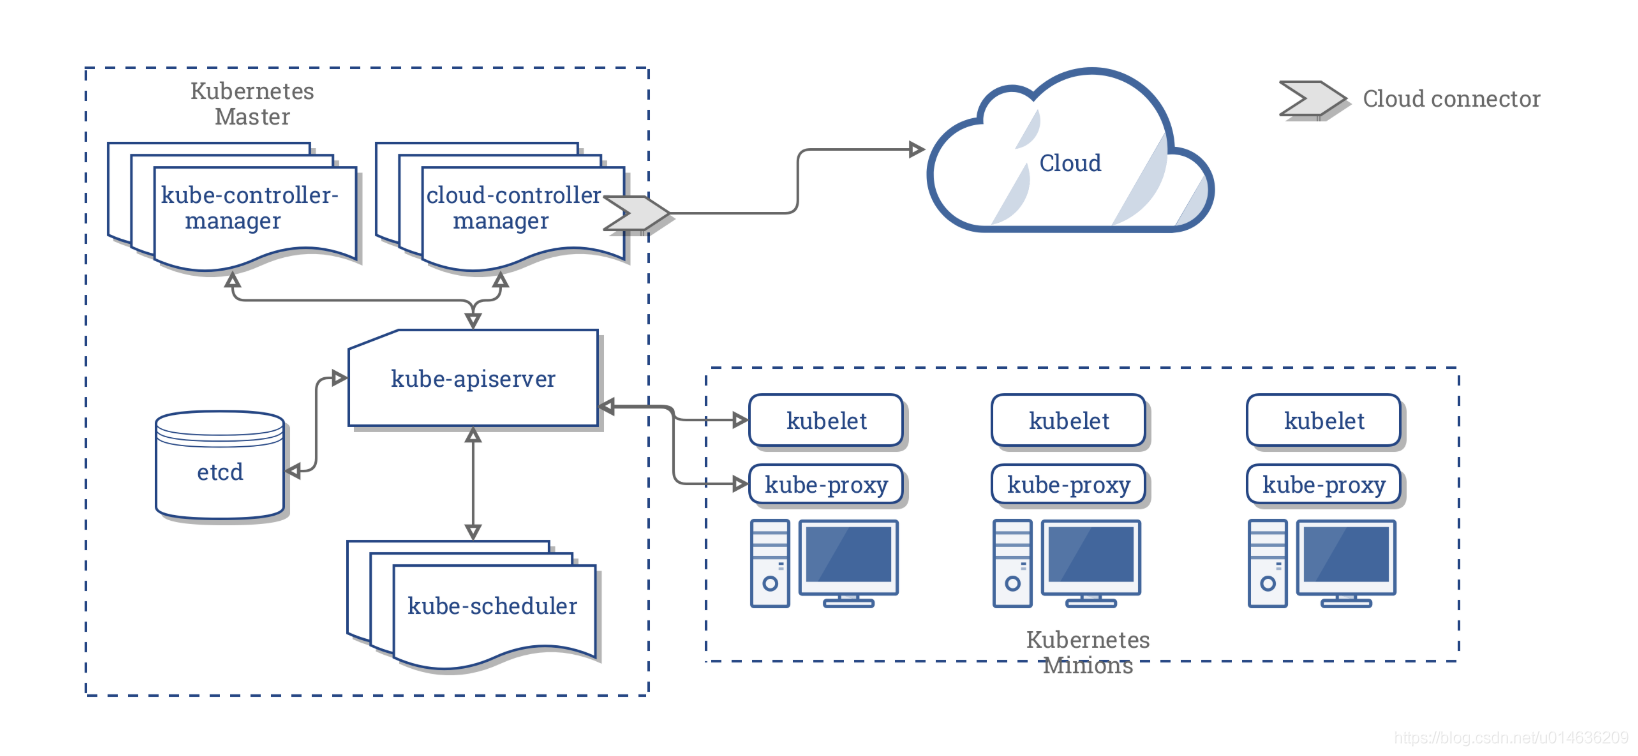 Kubernetes
Master
kube-controller-
manager
cloud-controller
manager
Cloud
Cloud connector
kube-apiserver
etcd
kube-scheduler
kubelet
kubelet
kubelet
kube-proxy
kube-proxy
kube-proxy
Kubernetes
Minions
https://blog.csdn.net/u014636209